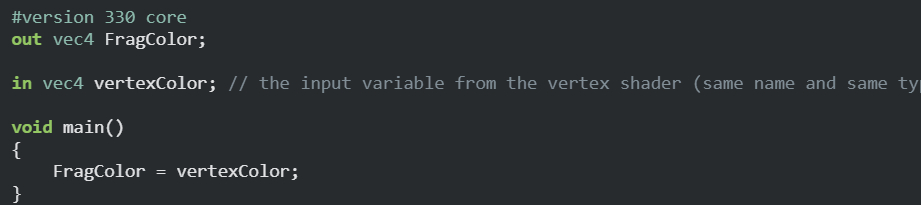 #version 330 core
out vec4 FragColor;
in vec4 vertexColor; // the input variable from the vertex shader (same name and same
void main()
{
FragColor = vertexColor;
}